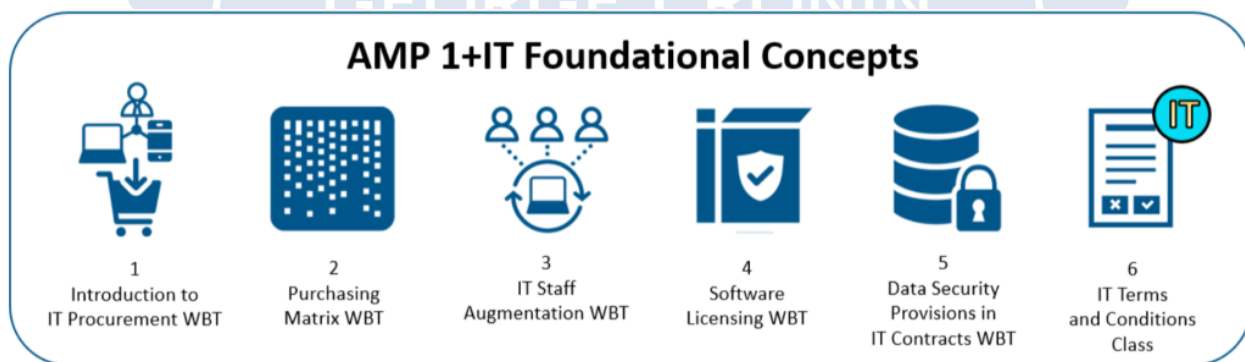 AMP 1+IT Foundational Concepts
IT
1
Introduction to
IT Procurement WBT
2
Purchasing
Matrix WBT
3
IT Staff
Augmentation WBT
4
Software
Licensing WBT
5
Data Security
Provisions in
IT Contracts WBT
6
IT Terms
and Conditions
Class